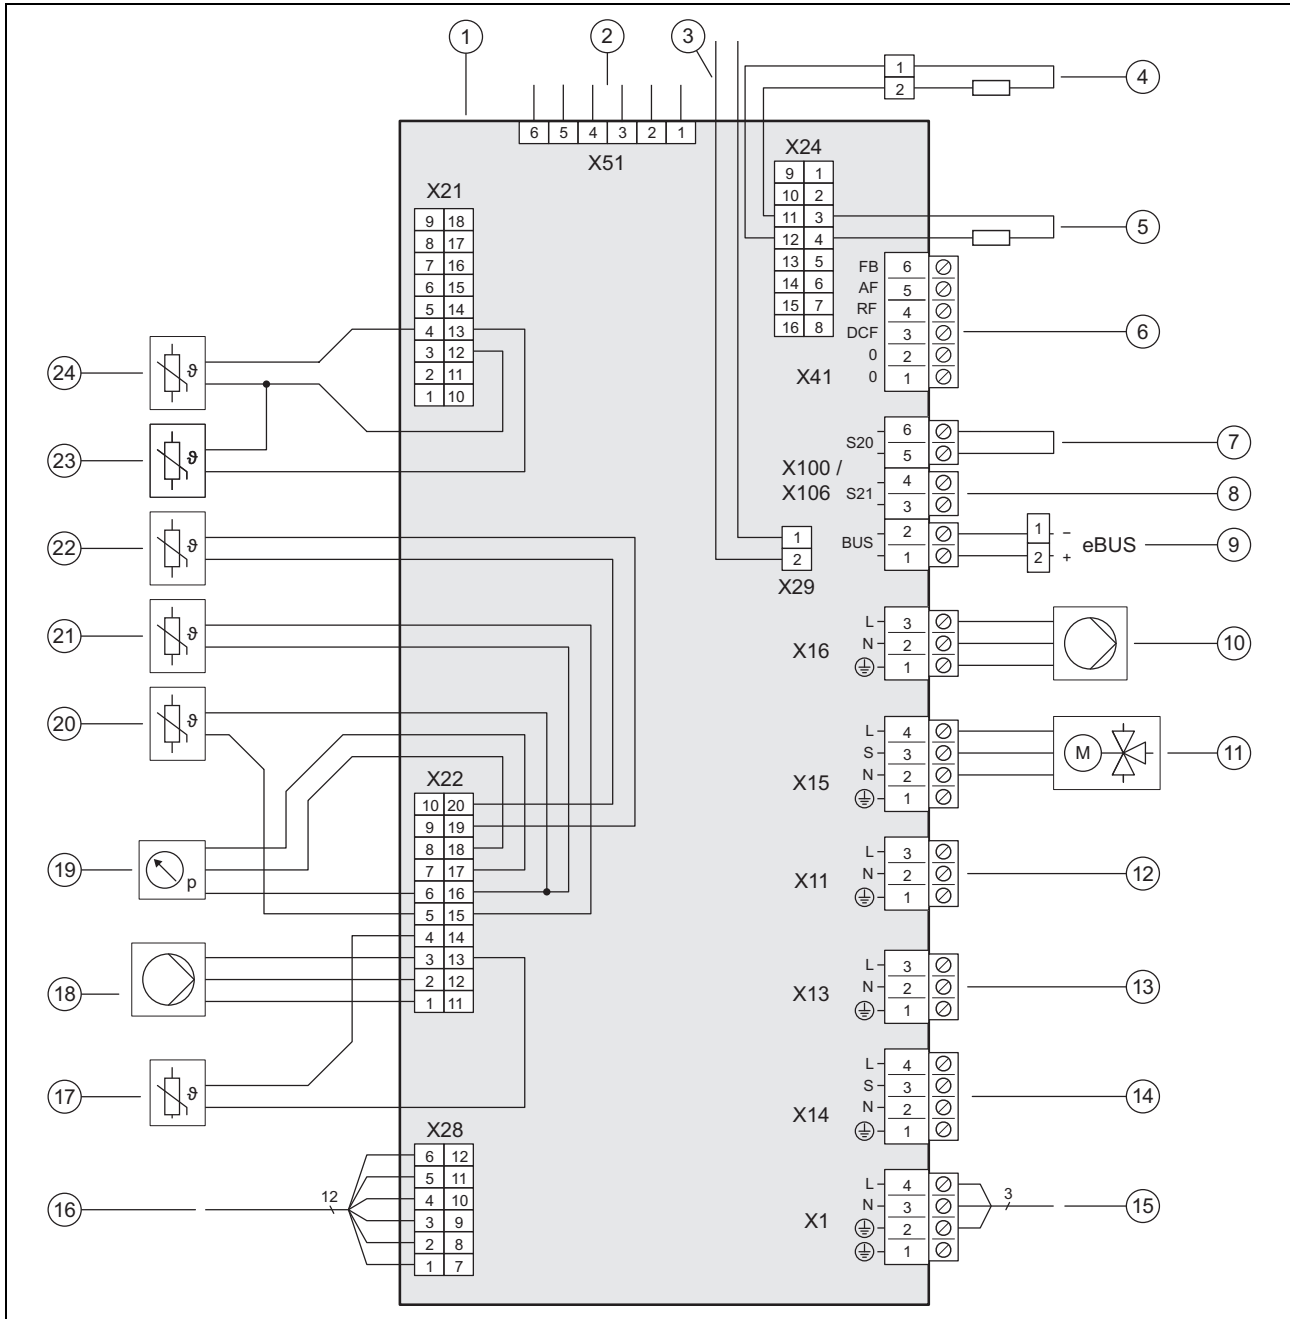 1
2
3
4
1
2
6 5 4 3 2 1
X51
X24
9 1
10 2
11 3
12 4
13 5
14 6
15 7
16 8
5
X21
9 18
8 17
7 16
6 15
5 14
4 13
3 12
2 11
1 10
FB 6
AF 5
RF 4
DCF 3
0 2
0 1
X41
6
24
ϑ
23
ϑ
22
ϑ
21
ϑ
20
ϑ
S20
6
5
7
X100 /
X106
S21
4
3
8
BUS
2
1
1 –
2 +
eBUS
9
1
2
X29
X16
L 3
N 2
1
10
X15
L 4
S 3
N 2
1
M
11
X22
10 20
9 19
8 18
7 17
6 16
5 15
4 14
3 13
2 12
1 11
19
p
18
17
ϑ
X11
L 3
N 2
1
12
X13
L 3
N 2
1
13
X14
L 4
S 3
N 2
1
14
X28
6 12
5 11
4 10
3 9
2 8
1 7
16
12
X1
L 4
N 3
2
1
3
15